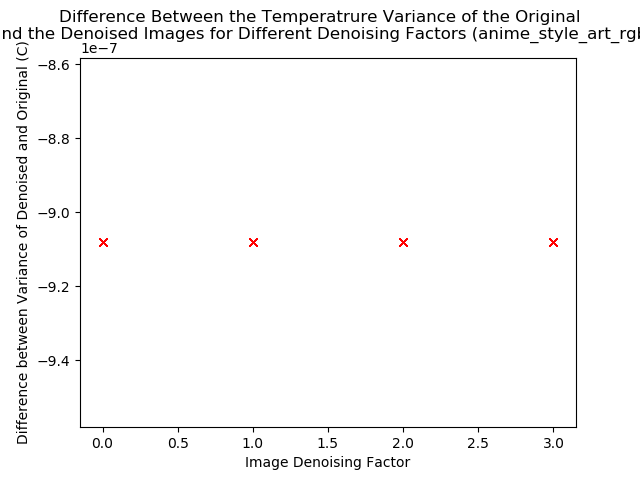 Difference Between the Temperatrure Variance of the Original
nd the Denoised Images for Different Denoising Factors (anime_style_art_rgb
1e−7
−8.6
−8.8
−9.0
−9.2
−9.4
Difference between Variance of Denoised and Original (C)
0.0 0.5 1.0 1.5 2.0 2.5 3.0
Image Denoising Factor